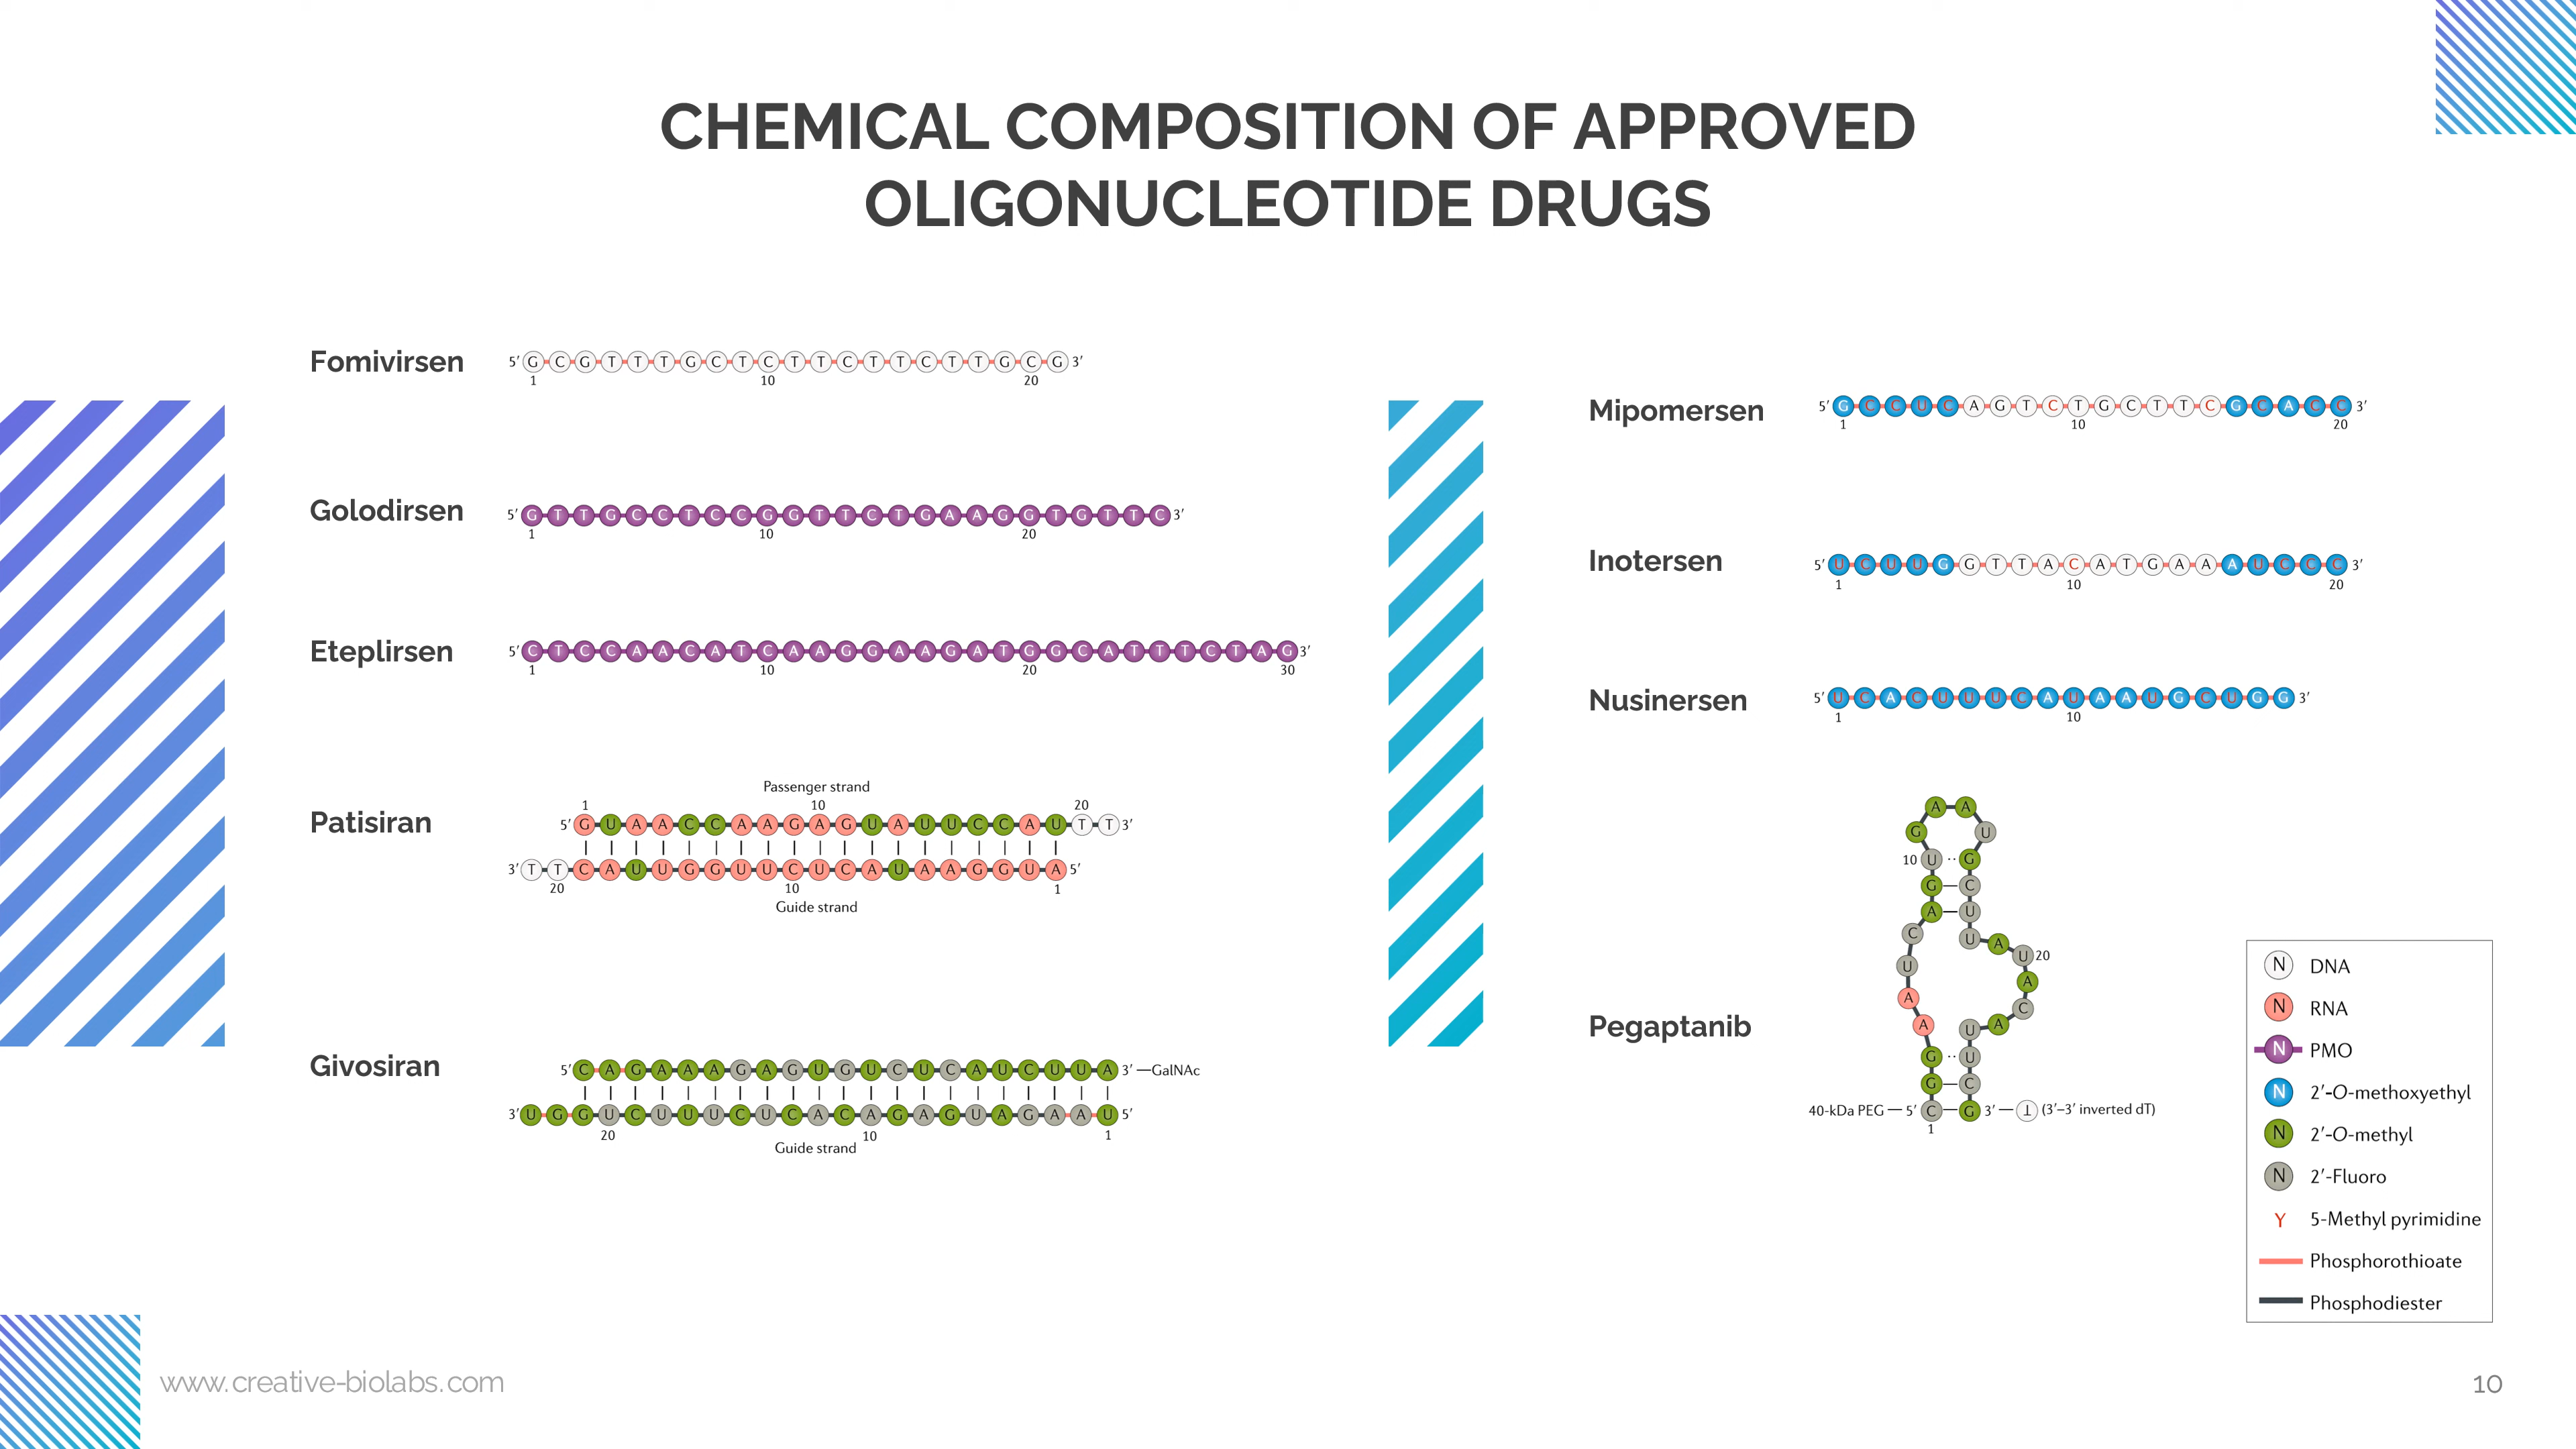 CHEMICAL COMPOSITION OF APPROVED
OLIGONUCLEOTIDE DRUGS
Fomivirsen
5′ G C G T T T G C T C T T C T T C T T G C G 3′
1 10 20
Golodirsen
5′ G T T G C C T C C G G T T C T G A A G G T G T T C 3′
1 10 20
Eteplirsen
5′ C T C C A A C A T C A A G G A A G A T G G C A T T T C T A G 3′
1 10 20 30
Patisiran
Passenger strand
1 10 20
5′ G U A A C C A A G A G U A U U C C A U T T 3′
3′ T T C A U U G G U U C U C A U A A G G U A 5′
20 10 1
Guide strand
Givosiran
5′ C A G A A A G A G U G U C U C A U C U U A 3′ — GalNAc
3′ U G G U C U U U C U C A C A G A G U A G A A U 5′
20 10 1
Guide strand
Mipomersen
5′ G C C U C A G T C T G C T T C G C A C C 3′
1 10 20
Inotersen
5′ U C U U G G T T A C A T G A A A U C C C 3′
1 10 20
Nusinersen
5′ U C A C U U U C A U A A U G C U G G 3′
1 10
Pegaptanib
A A
G U
10 U G
G C
A U
C U A U 20
U A
A C
A U A
G U
G C
40-kDa PEG — 5′ C G 3′ — T (3′–3′ inverted dT)
1
N DNA
N RNA
N PMO
N 2′-O-methoxyethyl
N 2′-O-methyl
N 2′-Fluoro
Y 5-Methyl pyrimidine
Phosphorothioate
Phosphodiester
www.creative-biolabs.com
10